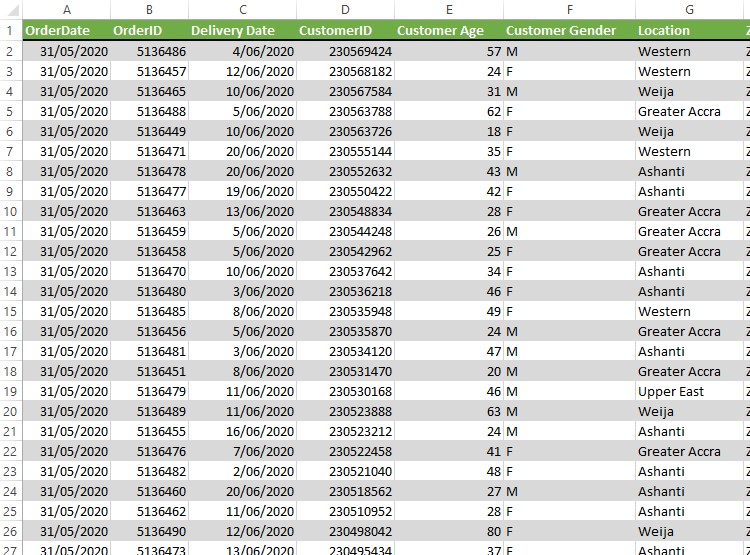 A B C D E F G
1 OrderDate OrderID Delivery Date CustomerID Customer Age Customer Gender Location
2 31/05/2020 5136486 4/06/2020 230569424 57 M Western
3 31/05/2020 5136457 12/06/2020 230568182 24 F Western
4 31/05/2020 5136465 10/06/2020 230567584 31 M Weija
5 31/05/2020 5136488 5/06/2020 230563788 62 F Greater Accra
6 31/05/2020 5136449 10/06/2020 230563726 18 F Weija
7 31/05/2020 5136471 20/06/2020 230555144 35 F Western
8 31/05/2020 5136478 20/06/2020 230552632 43 M Ashanti
9 31/05/2020 5136477 19/06/2020 230550422 42 F Ashanti
10 31/05/2020 5136463 13/06/2020 230548834 28 F Greater Accra
11 31/05/2020 5136459 5/06/2020 230544248 26 M Greater Accra
12 31/05/2020 5136458 5/06/2020 230542962 25 F Greater Accra
13 31/05/2020 5136470 10/06/2020 230537642 34 F Ashanti
14 31/05/2020 5136480 3/06/2020 230536218 46 F Ashanti
15 31/05/2020 5136485 8/06/2020 230535948 49 F Western
16 31/05/2020 5136456 5/06/2020 230535870 24 M Greater Accra
17 31/05/2020 5136481 3/06/2020 230534120 47 M Ashanti
18 31/05/2020 5136451 8/06/2020 230531470 20 M Greater Accra
19 31/05/2020 5136479 11/06/2020 230530168 46 M Upper East
20 31/05/2020 5136489 11/06/2020 230523888 63 M Weija
21 31/05/2020 5136455 16/06/2020 230523212 24 M Ashanti
22 31/05/2020 5136476 7/06/2020 230522458 41 F Greater Accra
23 31/05/2020 5136482 2/06/2020 230521040 48 F Ashanti
24 31/05/2020 5136460 20/06/2020 230518562 27 M Ashanti
25 31/05/2020 5136462 11/06/2020 230510952 28 F Ashanti
26 31/05/2020 5136490 12/06/2020 230498042 80 F Weija
27 31/05/2020 5136473 13/06/2020 230495434 37 F Ashanti